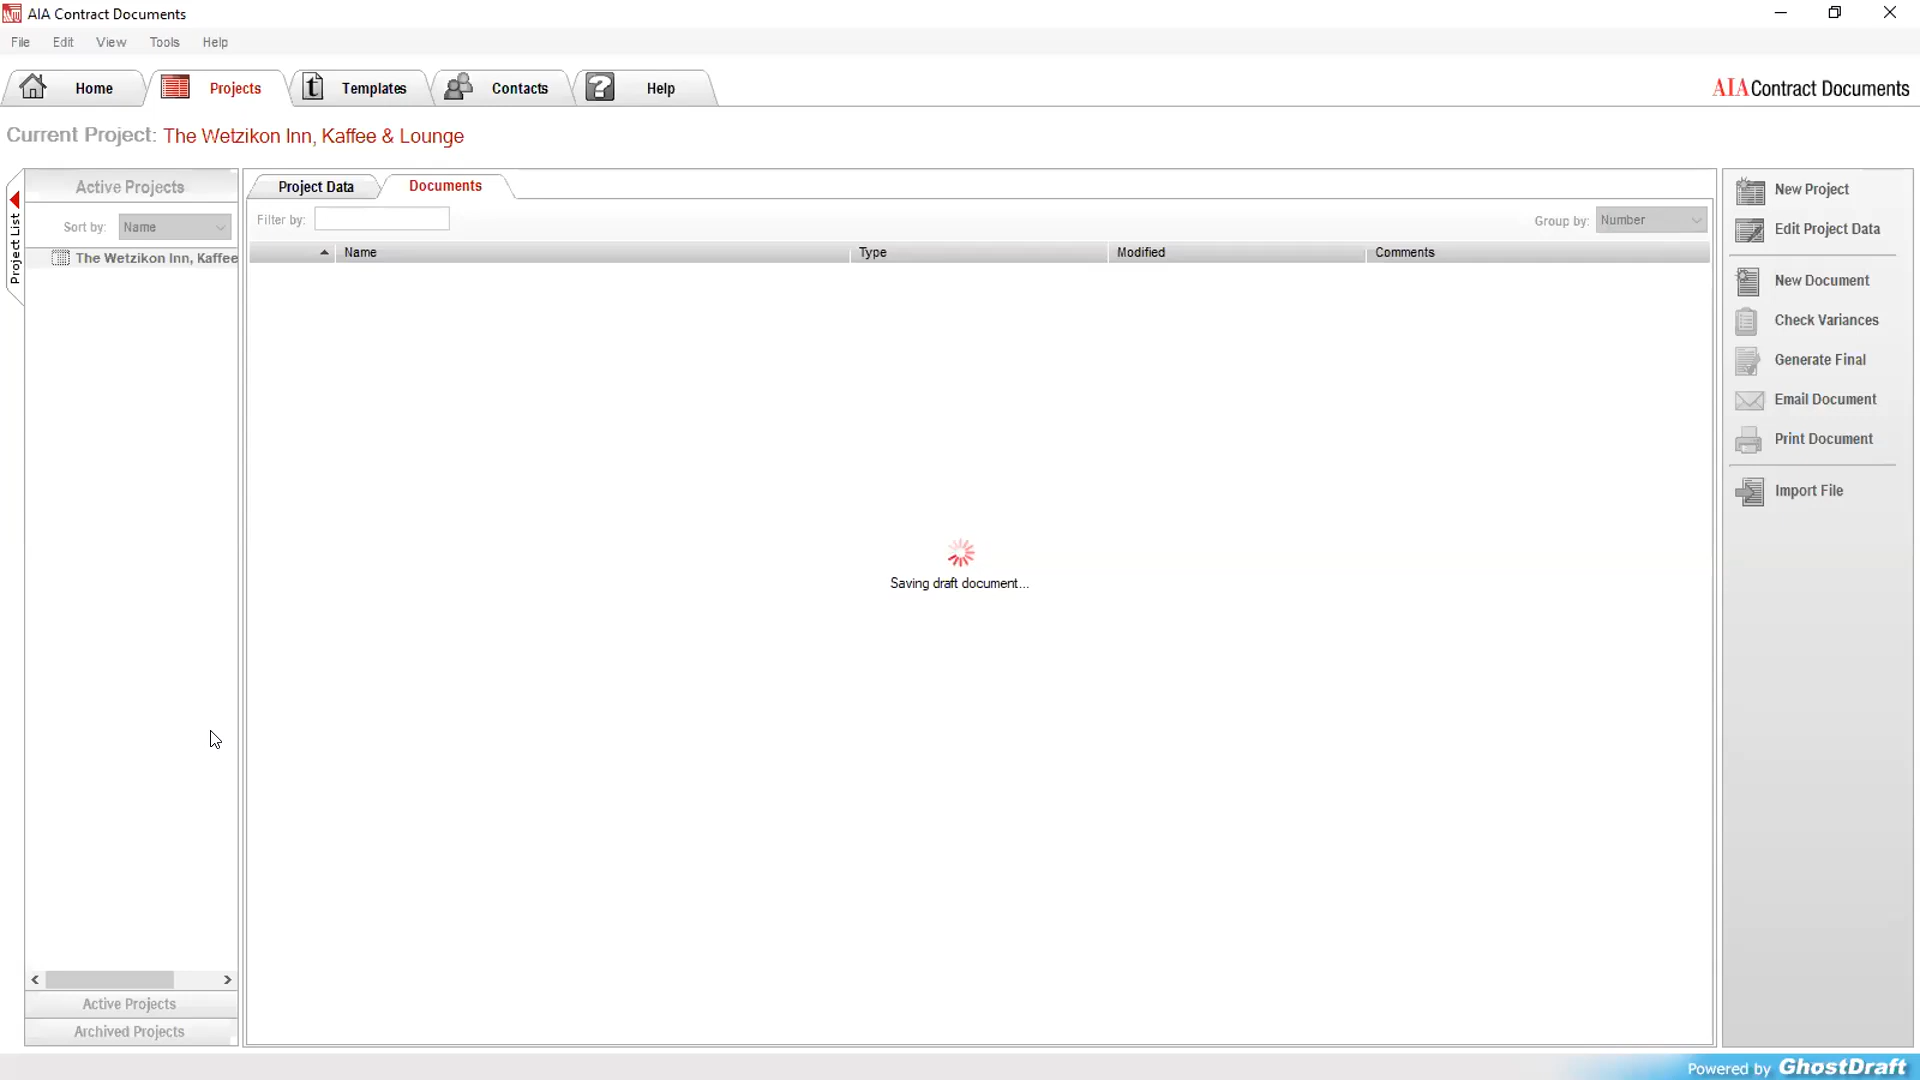 AIA Contract Documents
File Edit View Tools Help
Home Projects Templates Contacts Help
AIA Contract Documents
Current Project: The Wetzikon Inn, Kaffee & Lounge
Project List
Active Projects
Sort by: Name
The Wetzikon Inn, Kaffee
Active Projects
Archived Projects
Project Data Documents
Filter by:
Group by: Number
Name Type Modified Comments
Saving draft document...
New Project
Edit Project Data
New Document
Check Variances
Generate Final
Email Document
Print Document
Import File
Powered by GhostDraft